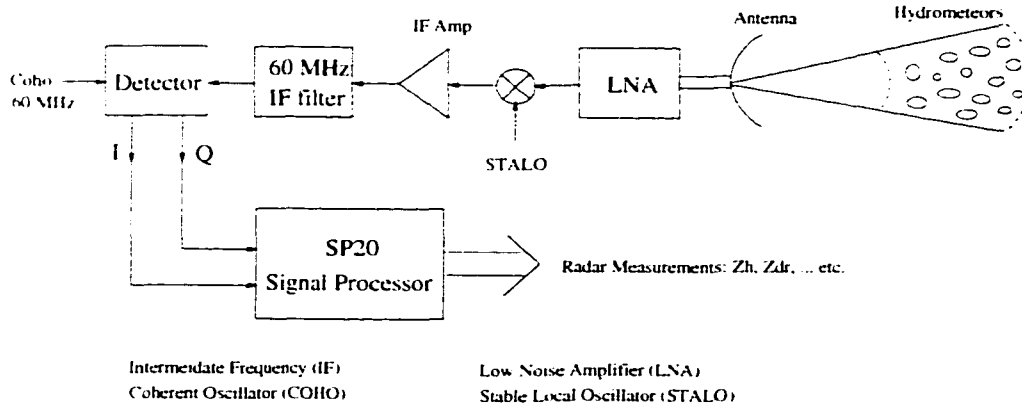 IF Amp
Antenna
Hydrometeors
Coho
60 MHz
Detector
60 MHz
IF filter
LNA
I
Q
STALO
SP20
Signal Processor
Radar Measurements: Zh, Zdr, ... etc.
Intermeidate Frequency (IF)
Coherent Oscillator (COHO)
Low Noise Amplifier (LNA)
Stable Local Oscillator (STALO)